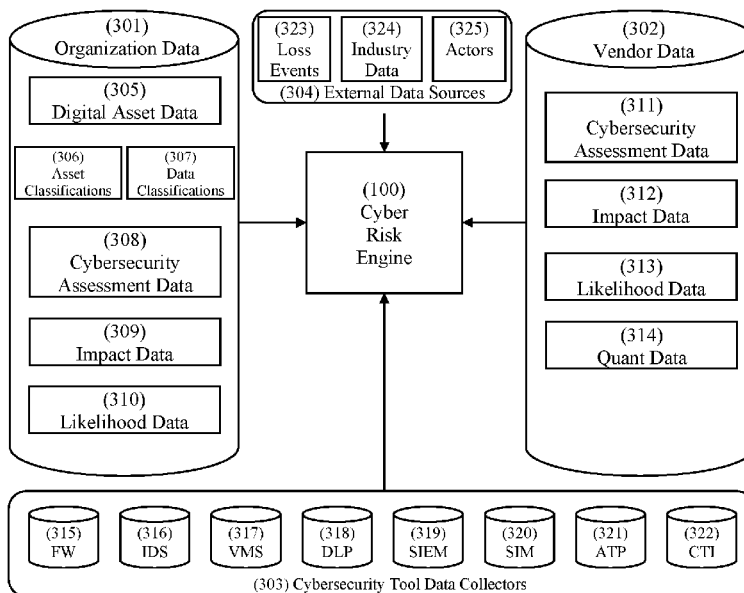 (301)
Organization Data
(305)
Digital Asset Data
(306)
Asset
Classifications
(307)
Data
Classifications
(308)
Cybersecurity
Assessment Data
(309)
Impact Data
(310)
Likelihood Data
(323)
Loss
Events
(324)
Industry
Data
(325)
Actors
(304) External Data Sources
(100)
Cyber
Risk
Engine
(302)
Vendor Data
(311)
Cybersecurity
Assessment Data
(312)
Impact Data
(313)
Likelihood Data
(314)
Quant Data
(315)
FW
(316)
IDS
(317)
VMS
(318)
DLP
(319)
SIEM
(320)
SIM
(321)
ATP
(322)
CTI
(303) Cybersecurity Tool Data Collectors